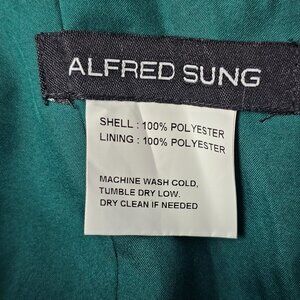 ALFRED SUNG
SHELL : 100% POLYESTER
LINING : 100% POLYESTER
MACHINE WASH COLD,
TUMBLE DRY LOW.
DRY CLEAN IF NEEDED